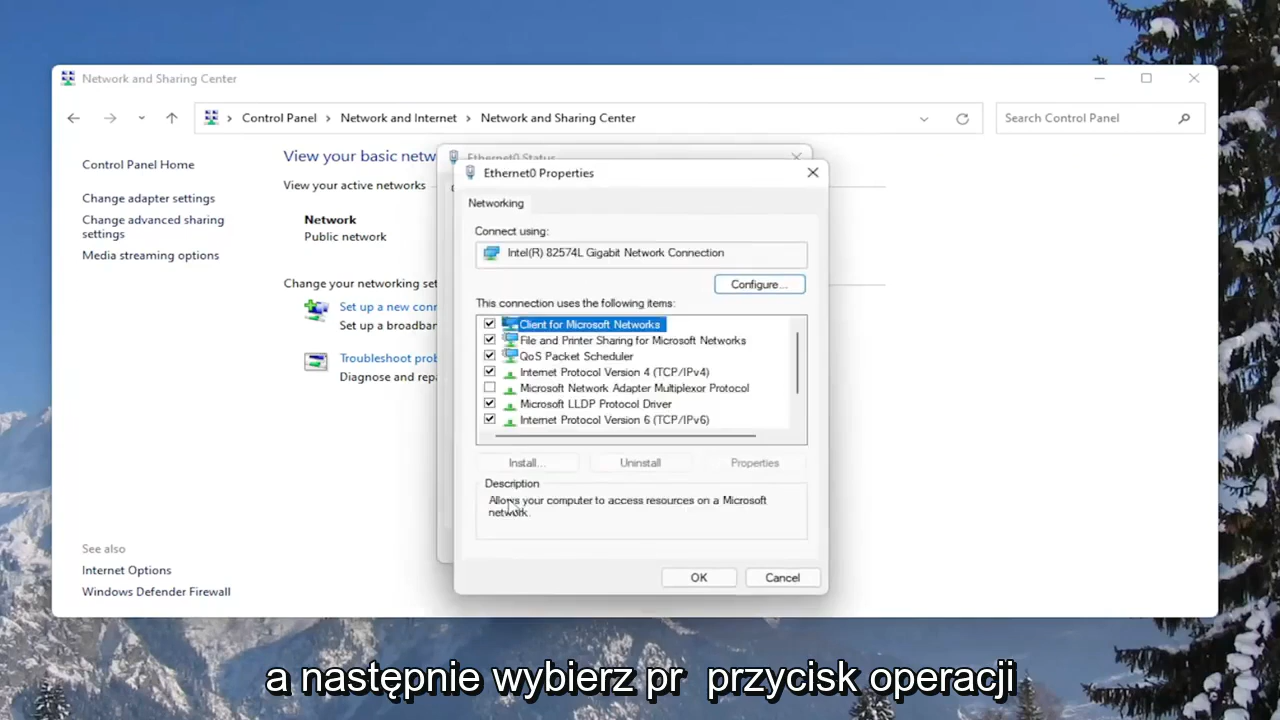 Network and Sharing Center
Control Panel > Network and Internet > Network and Sharing Center
Search Control Panel
Control Panel Home
Change adapter settings
Change advanced sharing
settings
Media streaming options
View your basic netw
View your active networks
Network
Public network
Change your networking set
Set up a new conn
Set up a broadbar
Troubleshoot prob
Diagnose and repa
See also
Internet Options
Windows Defender Firewall
Ethernet0 Status
Ethernet0 Properties
Networking
Connect using:
Intel(R) 82574L Gigabit Network Connection
Configure...
This connection uses the following items:
Client for Microsoft Networks
File and Printer Sharing for Microsoft Networks
QoS Packet Scheduler
Internet Protocol Version 4 (TCP/IPv4)
Microsoft Network Adapter Multiplexor Protocol
Microsoft LLDP Protocol Driver
Internet Protocol Version 6 (TCP/IPv6)
Install...
Uninstall
Properties
Description
Allows your computer to access resources on a Microsoft
network.
OK
Cancel
a następnie wybierz pr przycisk operacji